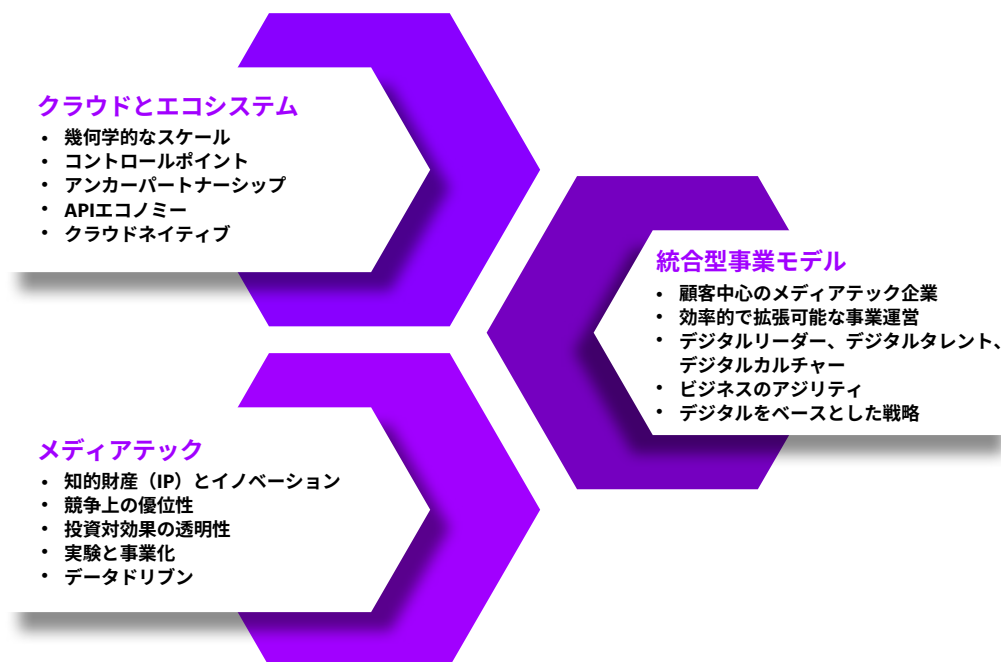 クラウドとエコシステム
• 幾何学的なスケール
• コントロールポイント
• アンカーパートナーシップ
• APIエコノミー
• クラウドネイティブ
統合型事業モデル
• 顧客中心のメディアテック企業
• 効率的で拡張可能な事業運営
• デジタルリーダー、デジタルタレント、
デジタルカルチャー
• ビジネスのアジリティ
• デジタルをベースとした戦略
メディアテック
• 知的財産（IP）とイノベーション
• 競争上の優位性
• 投資対効果の透明性
• 実験と事業化
• データドリブン